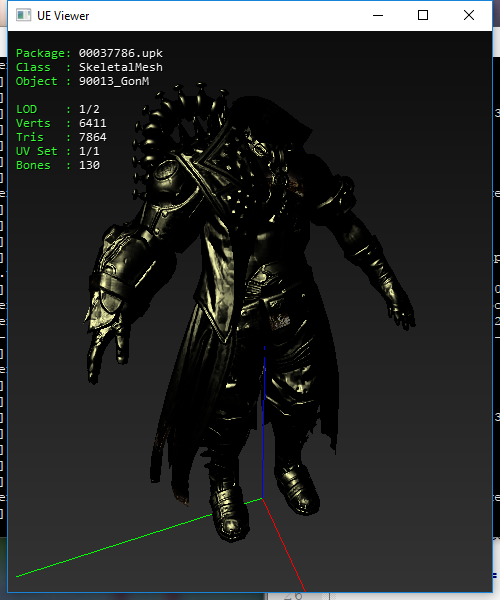 UE Viewer
Package: 00037786.upk
Class : SkeletalMesh
Object : 90013_GonM
LOD : 1/2
Verts : 6411
Tris : 7864
UV Set : 1/1
Bones : 130